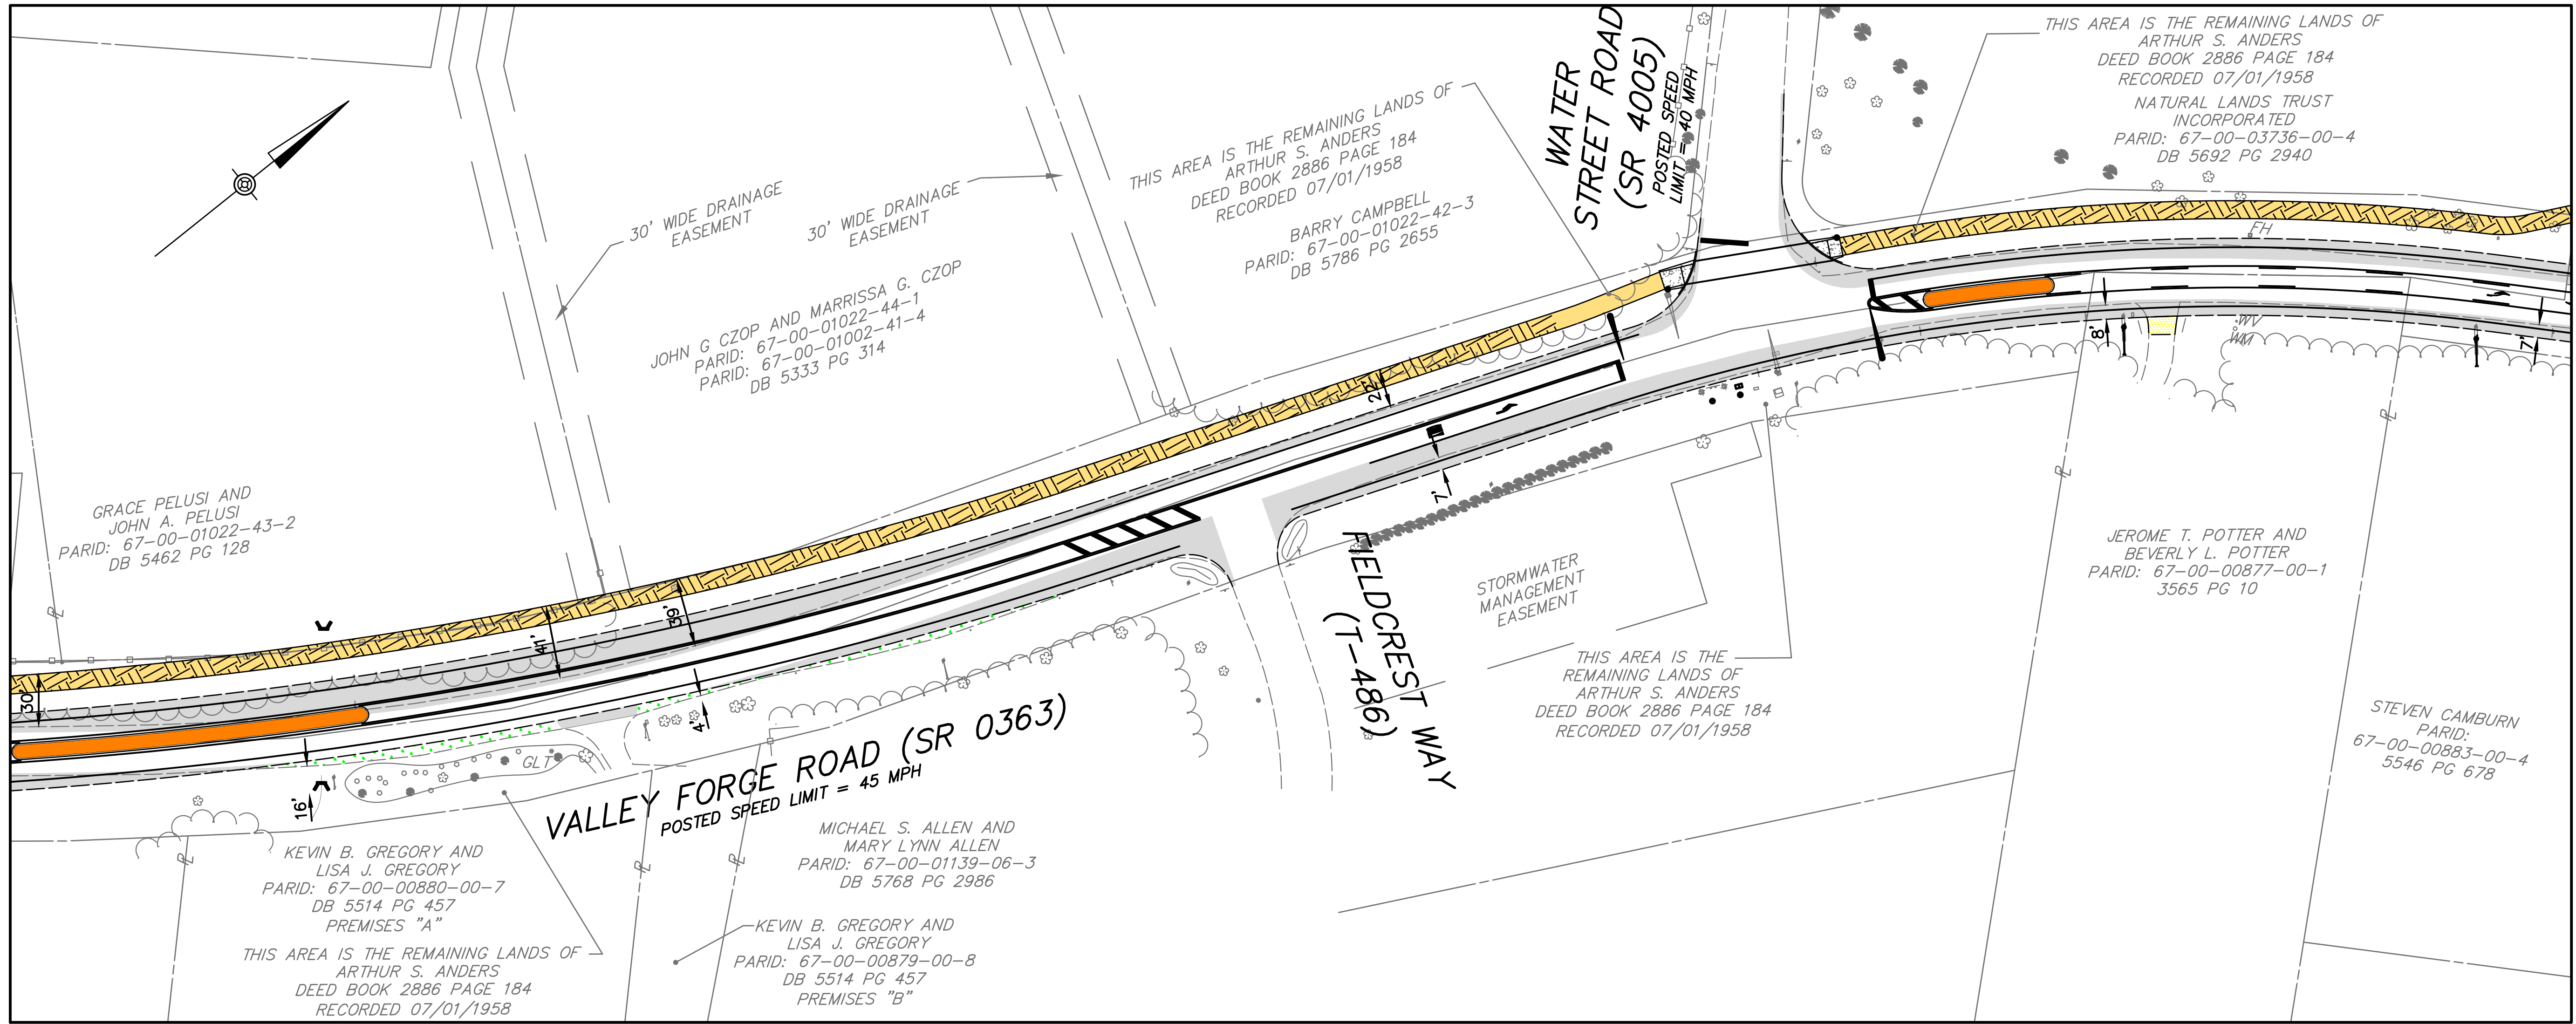 THIS AREA IS THE REMAINING LANDS OF
ARTHUR S. ANDERS
DEED BOOK 2886 PAGE 184
RECORDED 07/01/1958
NATURAL LANDS TRUST
INCORPORATED
PARID: 67-00-03736-00-4
DB 5692 PG 2940
WATER
STREET ROAD
(SR 4005)
POSTED SPEED
LIMIT = 40 MPH
THIS AREA IS THE REMAINING LANDS OF
ARTHUR S. ANDERS
DEED BOOK 2886 PAGE 184
RECORDED 07/01/1958
BARRY CAMPBELL
PARID: 67-00-01022-42-3
DB 5786 PG 2655
30' WIDE DRAINAGE
EASEMENT
30' WIDE DRAINAGE
EASEMENT
JOHN G CZOP AND MARRISSA G. CZOP
PARID: 67-00-01022-44-1
PARID: 67-00-01002-41-4
DB 5333 PG 314
GRACE PELUSI AND
JOHN A. PELUSI
PARID: 67-00-01022-43-2
DB 5462 PG 128
FH
WV
WM
8'
7'
22'
7'
39'
41'
30'
4'
16'
GLT
VALLEY FORGE ROAD (SR 0363)
POSTED SPEED LIMIT = 45 MPH
FIELDCREST WAY
(T-486)
STORMWATER
MANAGEMENT
EASEMENT
THIS AREA IS THE
REMAINING LANDS OF
ARTHUR S. ANDERS
DEED BOOK 2886 PAGE 184
RECORDED 07/01/1958
JEROME T. POTTER AND
BEVERLY L. POTTER
PARID: 67-00-00877-00-1
3565 PG 10
STEVEN CAMBURN
PARID:
67-00-00883-00-4
5546 PG 678
KEVIN B. GREGORY AND
LISA J. GREGORY
PARID: 67-00-00880-00-7
DB 5514 PG 457
PREMISES "A"
THIS AREA IS THE REMAINING LANDS OF
ARTHUR S. ANDERS
DEED BOOK 2886 PAGE 184
RECORDED 07/01/1958
MICHAEL S. ALLEN AND
MARY LYNN ALLEN
PARID: 67-00-01139-06-3
DB 5768 PG 2986
KEVIN B. GREGORY AND
LISA J. GREGORY
PARID: 67-00-00879-00-8
DB 5514 PG 457
PREMISES "B"